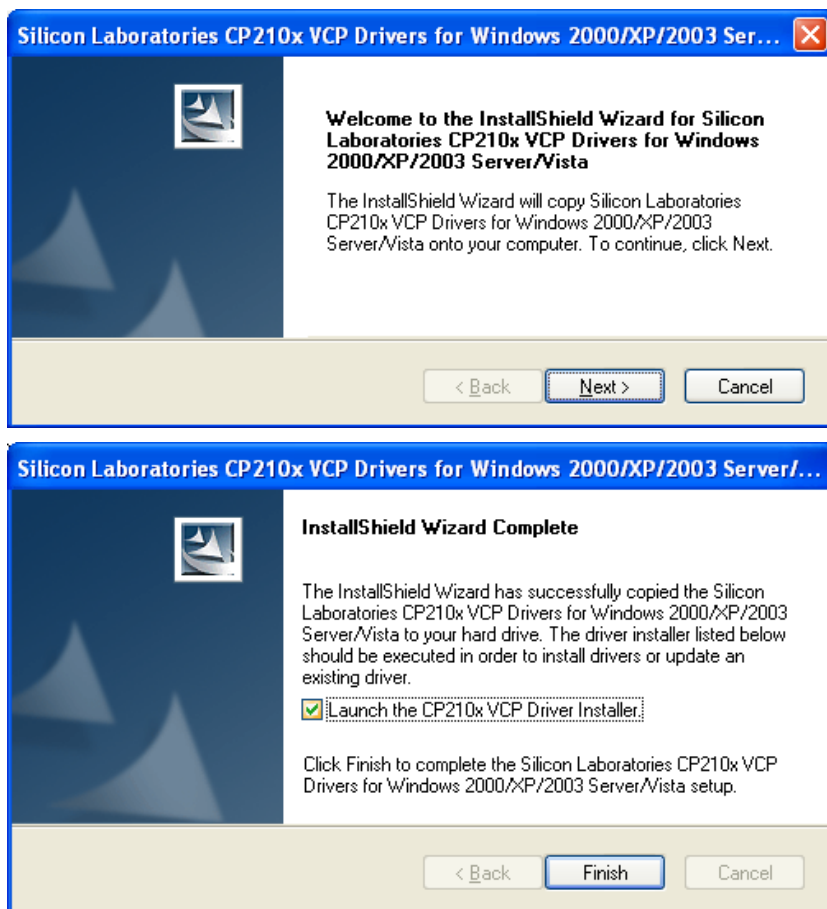 Silicon Laboratories CP210x VCP Drivers for Windows 2000/XP/2003 Ser...
Welcome to the InstallShield Wizard for Silicon
Laboratories CP210x VCP Drivers for Windows
2000/XP/2003 Server/Vista
The InstallShield Wizard will copy Silicon Laboratories
CP210x VCP Drivers for Windows 2000/XP/2003
Server/Vista onto your computer. To continue, click Next.
< Back Next > Cancel
Silicon Laboratories CP210x VCP Drivers for Windows 2000/XP/2003 Server/...
InstallShield Wizard Complete
The InstallShield Wizard has successfully copied the Silicon
Laboratories CP210x VCP Drivers for Windows 2000/XP/2003
Server/Vista to your hard drive. The driver installer listed below
should be executed in order to install drivers or update an
existing driver.
Launch the CP210x VCP Driver Installer.
Click Finish to complete the Silicon Laboratories CP210x VCP
Drivers for Windows 2000/XP/2003 Server/Vista setup.
< Back Finish Cancel